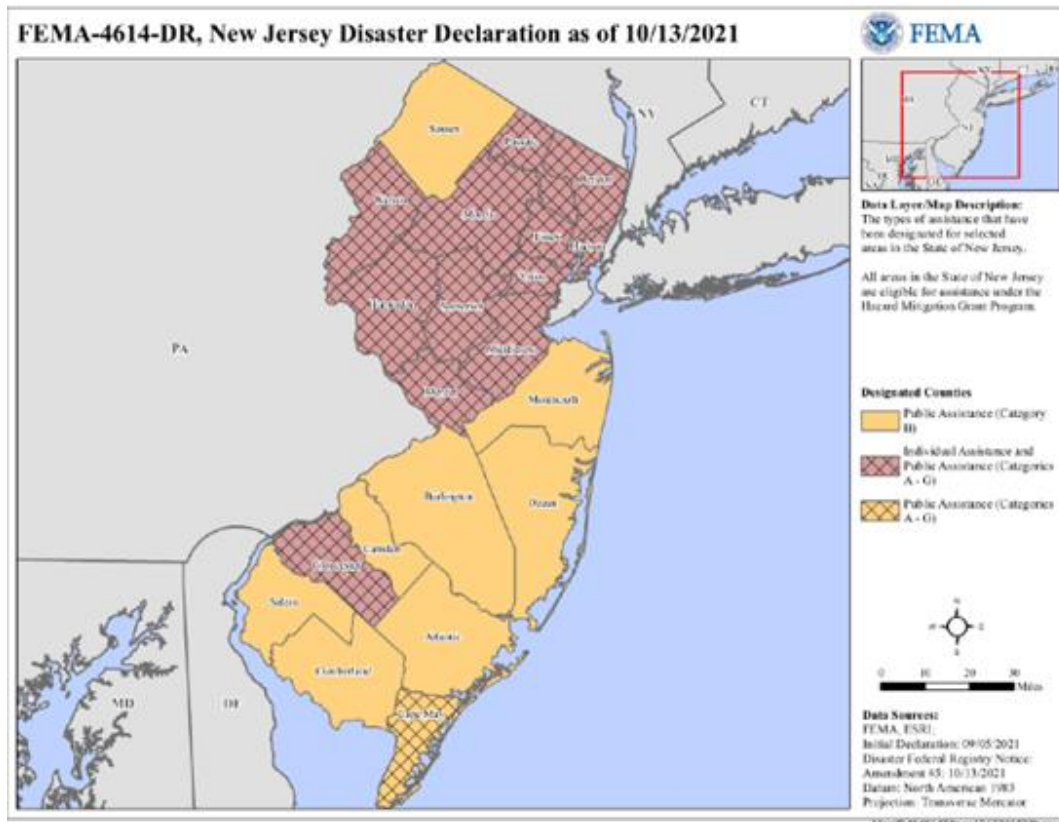 FEMA-4614-DR, New Jersey Disaster Declaration as of 10/13/2021
FEMA
NY
CT
PA
MD
DE
NJ
NY
Sussex
Passaic
Bergen
Warren
Morris
Essex
Hudson
Union
Hunterdon
Somerset
Middlesex
Mercer
Monmouth
Burlington
Ocean
Camden
Gloucester
Salem
Atlantic
Cumberland
Cape May
Data Layer/Map Description:
The types of assistance that have
been designated for selected
areas in the State of New Jersey.
All areas in the State of New Jersey
are eligible for assistance under the
Hazard Mitigation Grant Program.
Designated Counties
Public Assistance (Category
B)
Individual Assistance and
Public Assistance (Categories
A - G)
Public Assistance (Categories
A - G)
N
W
E
S
0 10 20 30
Miles
Data Sources:
FEMA, ESRI;
Initial Declaration: 09/05/2021
Disaster Federal Registry Notice:
Amendment #5: 10/13/2021
Datum: North American 1983
Projection: Transverse Mercator